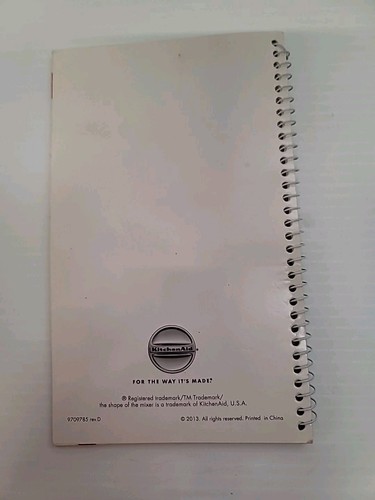 KitchenAid®
FOR THE WAY IT'S MADE.®
® Registered trademark/TM Trademark/
the shape of the mixer is a trademark of KitchenAid, U.S.A.
9709785 rev.D
© 2013. All rights reserved. Printed in China